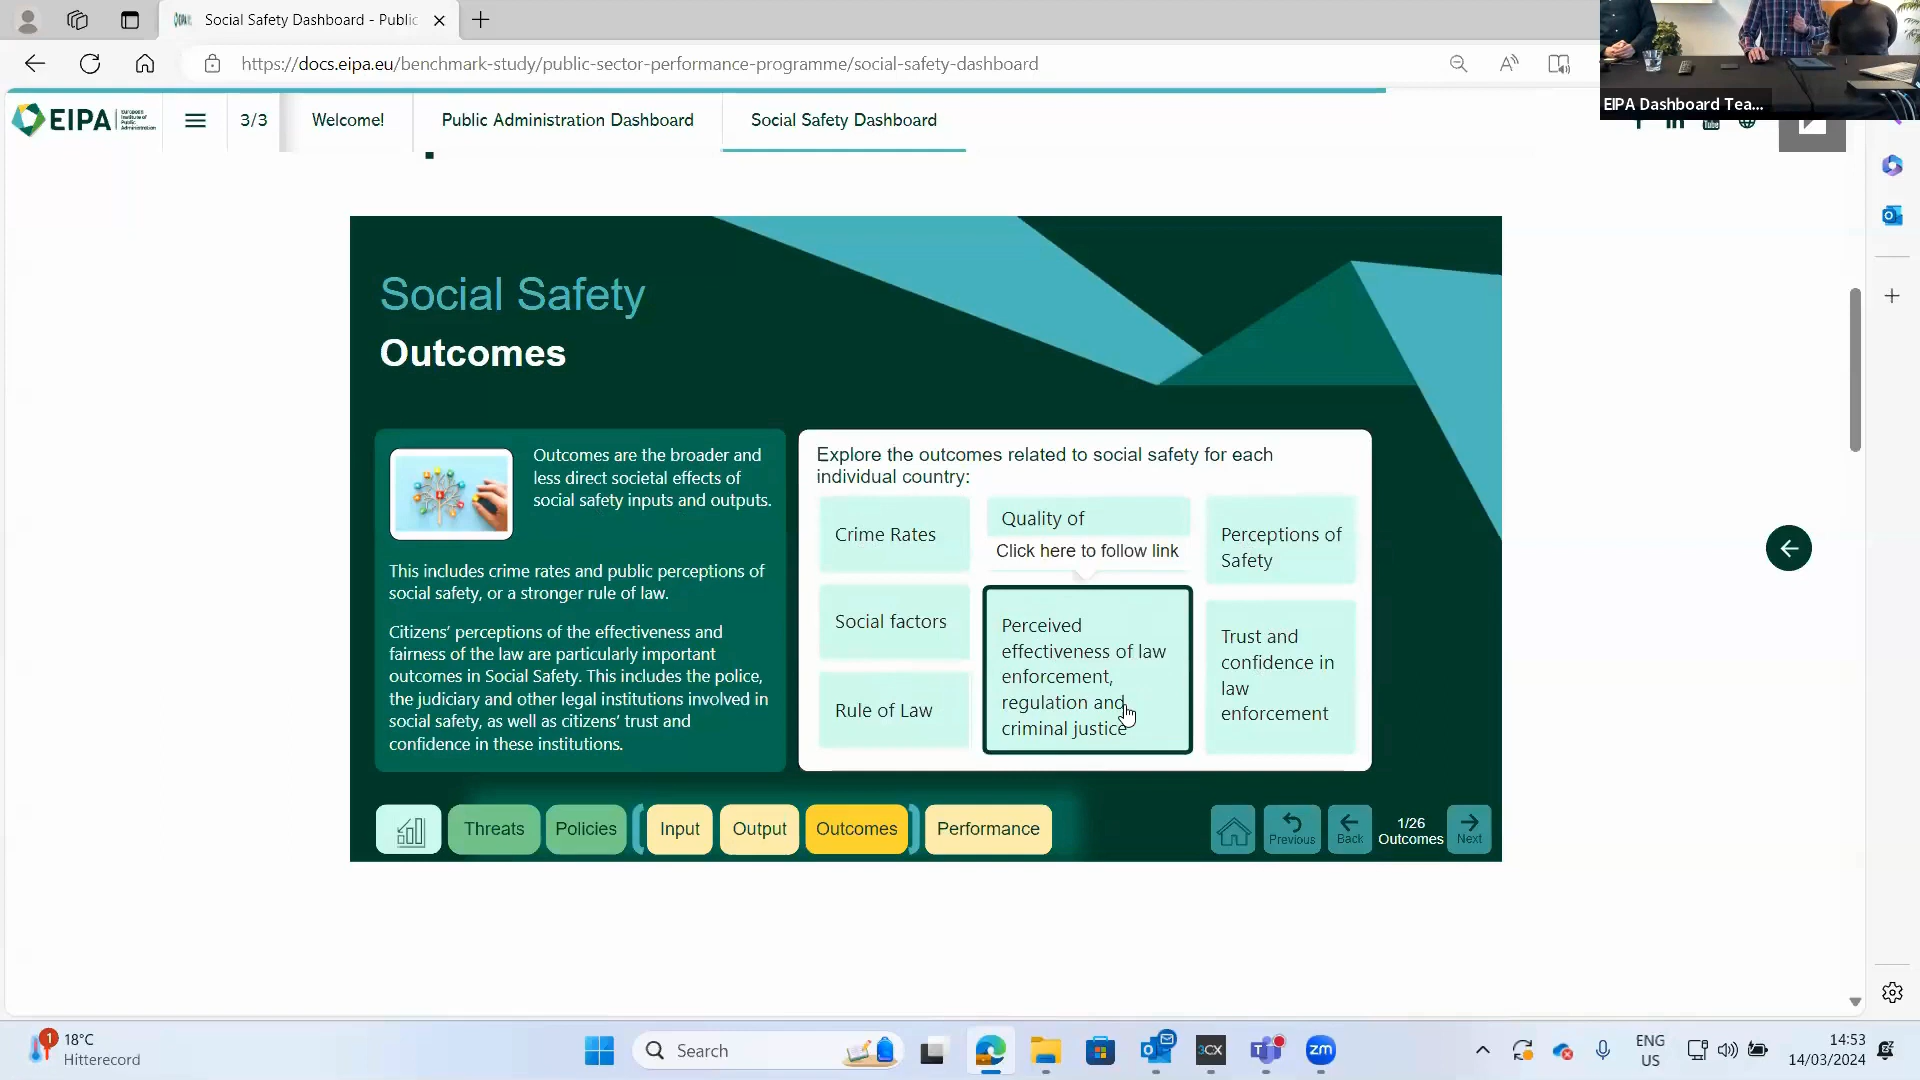 Social Safety Dashboard - Public
https://docs.eipa.eu/benchmark-study/public-sector-performance-programme/social-safety-dashboard
EIPA Dashboard Tea...
EIPA
European
Institute of
Public
Administration
3/3
Welcome!
Public Administration Dashboard
Social Safety Dashboard
Social Safety
Outcomes
Outcomes are the broader and
less direct societal effects of
social safety inputs and outputs.
This includes crime rates and public perceptions of
social safety, or a stronger rule of law.
Citizens’ perceptions of the effectiveness and
fairness of the law are particularly important
outcomes in Social Safety. This includes the police,
the judiciary and other legal institutions involved in
social safety, as well as citizens’ trust and
confidence in these institutions.
Explore the outcomes related to social safety for each
individual country:
Crime Rates
Social factors
Rule of Law
Quality of
Click here to follow link
Perceived
effectiveness of law
enforcement,
regulation and
criminal justice
Perceptions of
Safety
Trust and
confidence in
law
enforcement
Threats
Policies
Input
Output
Outcomes
Performance
Previous
Back
1/26
Outcomes
Next
1
18°C
Hitterecord
Search
3CX
zm
ENG
US
14:53
14/03/2024